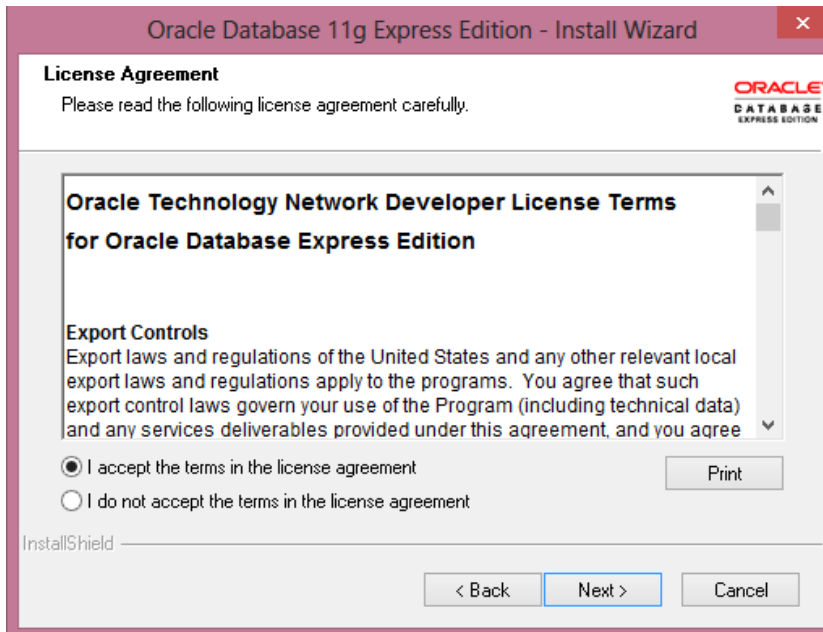 Oracle Database 11g Express Edition - Install Wizard
License Agreement
Please read the following license agreement carefully.
ORACLE
DATABASE
EXPRESS EDITION
Oracle Technology Network Developer License Terms
for Oracle Database Express Edition
Export Controls
Export laws and regulations of the United States and any other relevant local
export laws and regulations apply to the programs.  You agree that such
export control laws govern your use of the Program (including technical data)
and any services deliverables provided under this agreement, and you agree
I accept the terms in the license agreement
Print
I do not accept the terms in the license agreement
InstallShield
< Back
Next >
Cancel